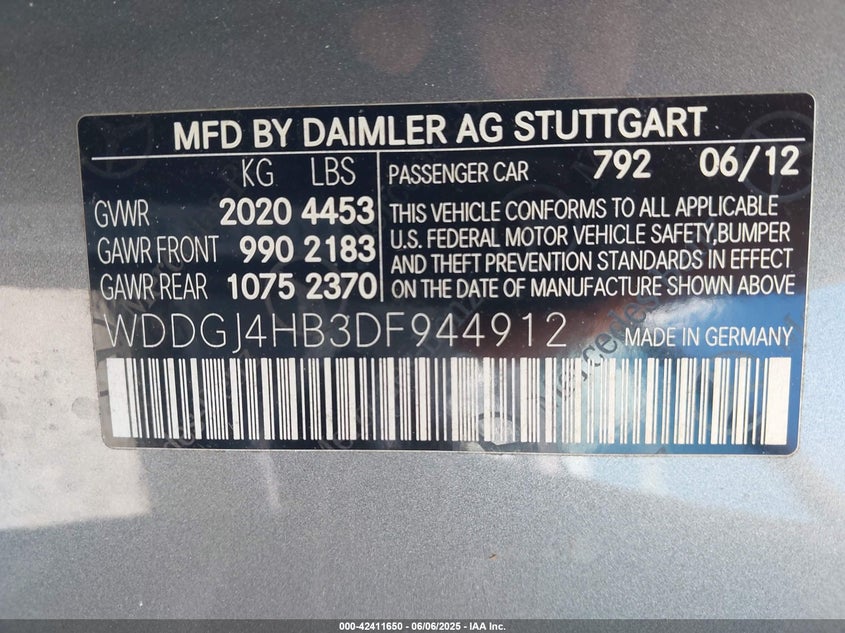 MFD BY DAIMLER AG STUTTGART
KG LBS
GVWR 2020 4453
GAWR FRONT 990 2183
GAWR REAR 1075 2370
PASSENGER CAR 792 06/12
THIS VEHICLE CONFORMS TO ALL APPLICABLE
U.S. FEDERAL MOTOR VEHICLE SAFETY,BUMPER
AND THEFT PREVENTION STANDARDS IN EFFECT
ON THE DATE OF MANUFACTURE SHOWN ABOVE
WDDGJ4HB3DF944912 MADE IN GERMANY
000-42411650 - 06/06/2025 - IAA Inc.